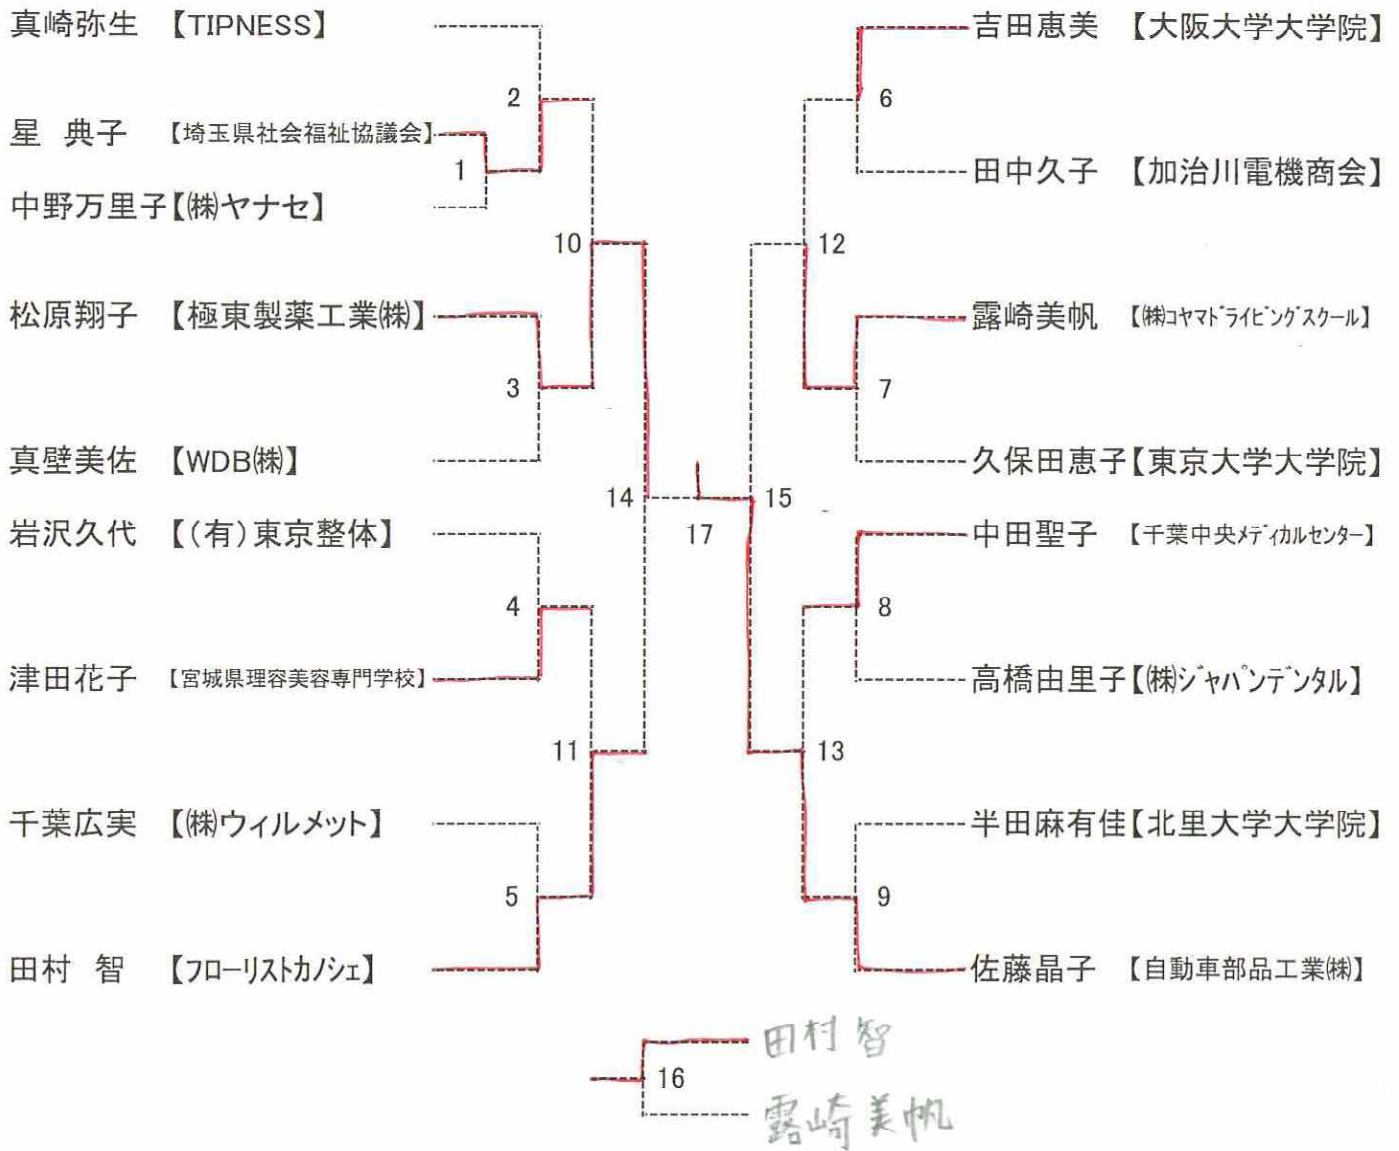 真崎弥生 【TIPNESS】
2
星 典子 【埼玉県社会福祉協議会】
1
中野万里子【㈱ヤナセ】
10
松原翔子 【極東製薬工業㈱】
3
真壁美佐 【WDB㈱】
14
岩沢久代 【(有)東京整体】
4
津田花子 【宮城県理容美容専門学校】
11
千葉広実 【㈱ウィルメット】
5
田村 智 【フローリストカノシェ】
17
吉田恵美 【大阪大学大学院】
6
田中久子 【加治川電機商会】
12
露崎美帆 【㈱コヤマドライビングスクール】
7
久保田恵子【東京大学大学院】
15
中田聖子 【千葉中央メディカルセンター】
8
高橋由里子【㈱ジャパンデンタル】
13
半田麻有佳【北里大学大学院】
9
佐藤晶子 【自動車部品工業㈱】
田村智
16
露崎美帆